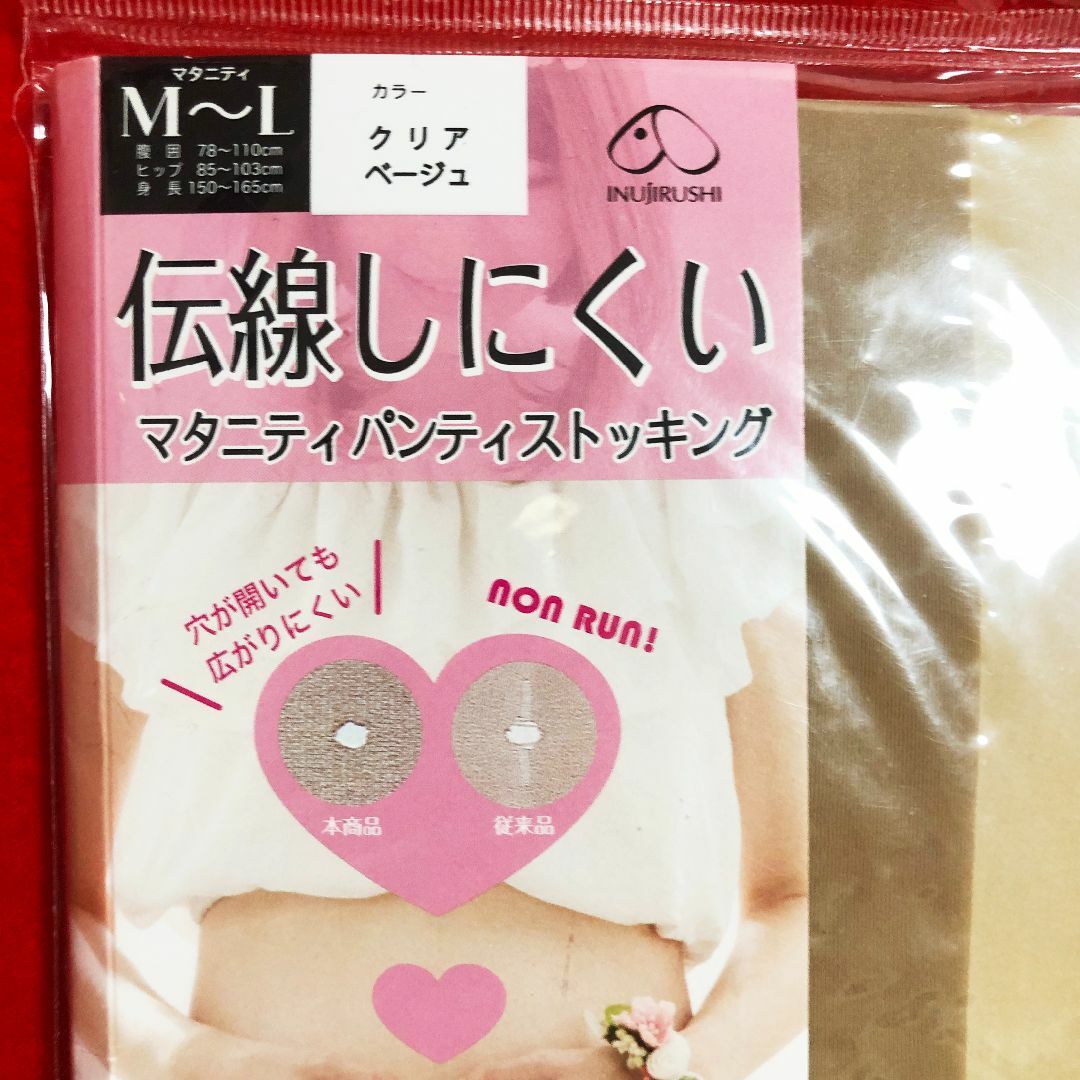 マタニティ
M〜L
腹囲 78〜110cm
ヒップ 85〜103cm
身長 150〜165cm
カラー
クリア
ベージュ
INUJIRUSHI
伝線しにくい
マタニティパンティストッキング
穴が開いても
広がりにくい
NON RUN!
本商品
従来品